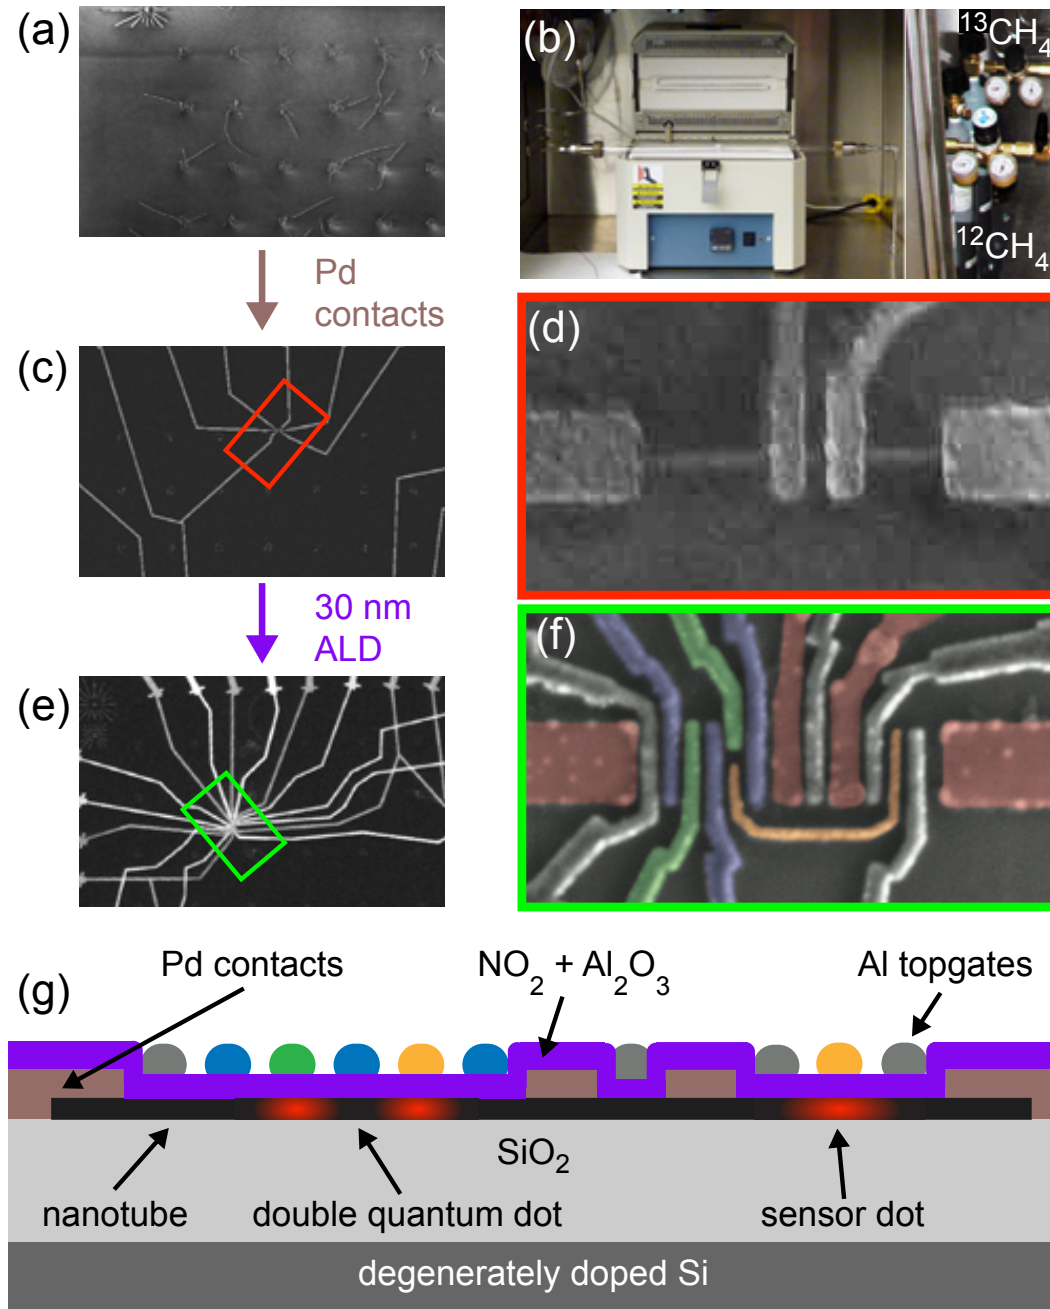 (a)
(b)
¹³CH₄
¹²CH₄
Pd
contacts
(c)
(d)
30 nm
ALD
(e)
(f)
Pd contacts
NO₂ + Al₂O₃
Al topgates
(g)
SiO₂
nanotube
double quantum dot
sensor dot
degenerately doped Si